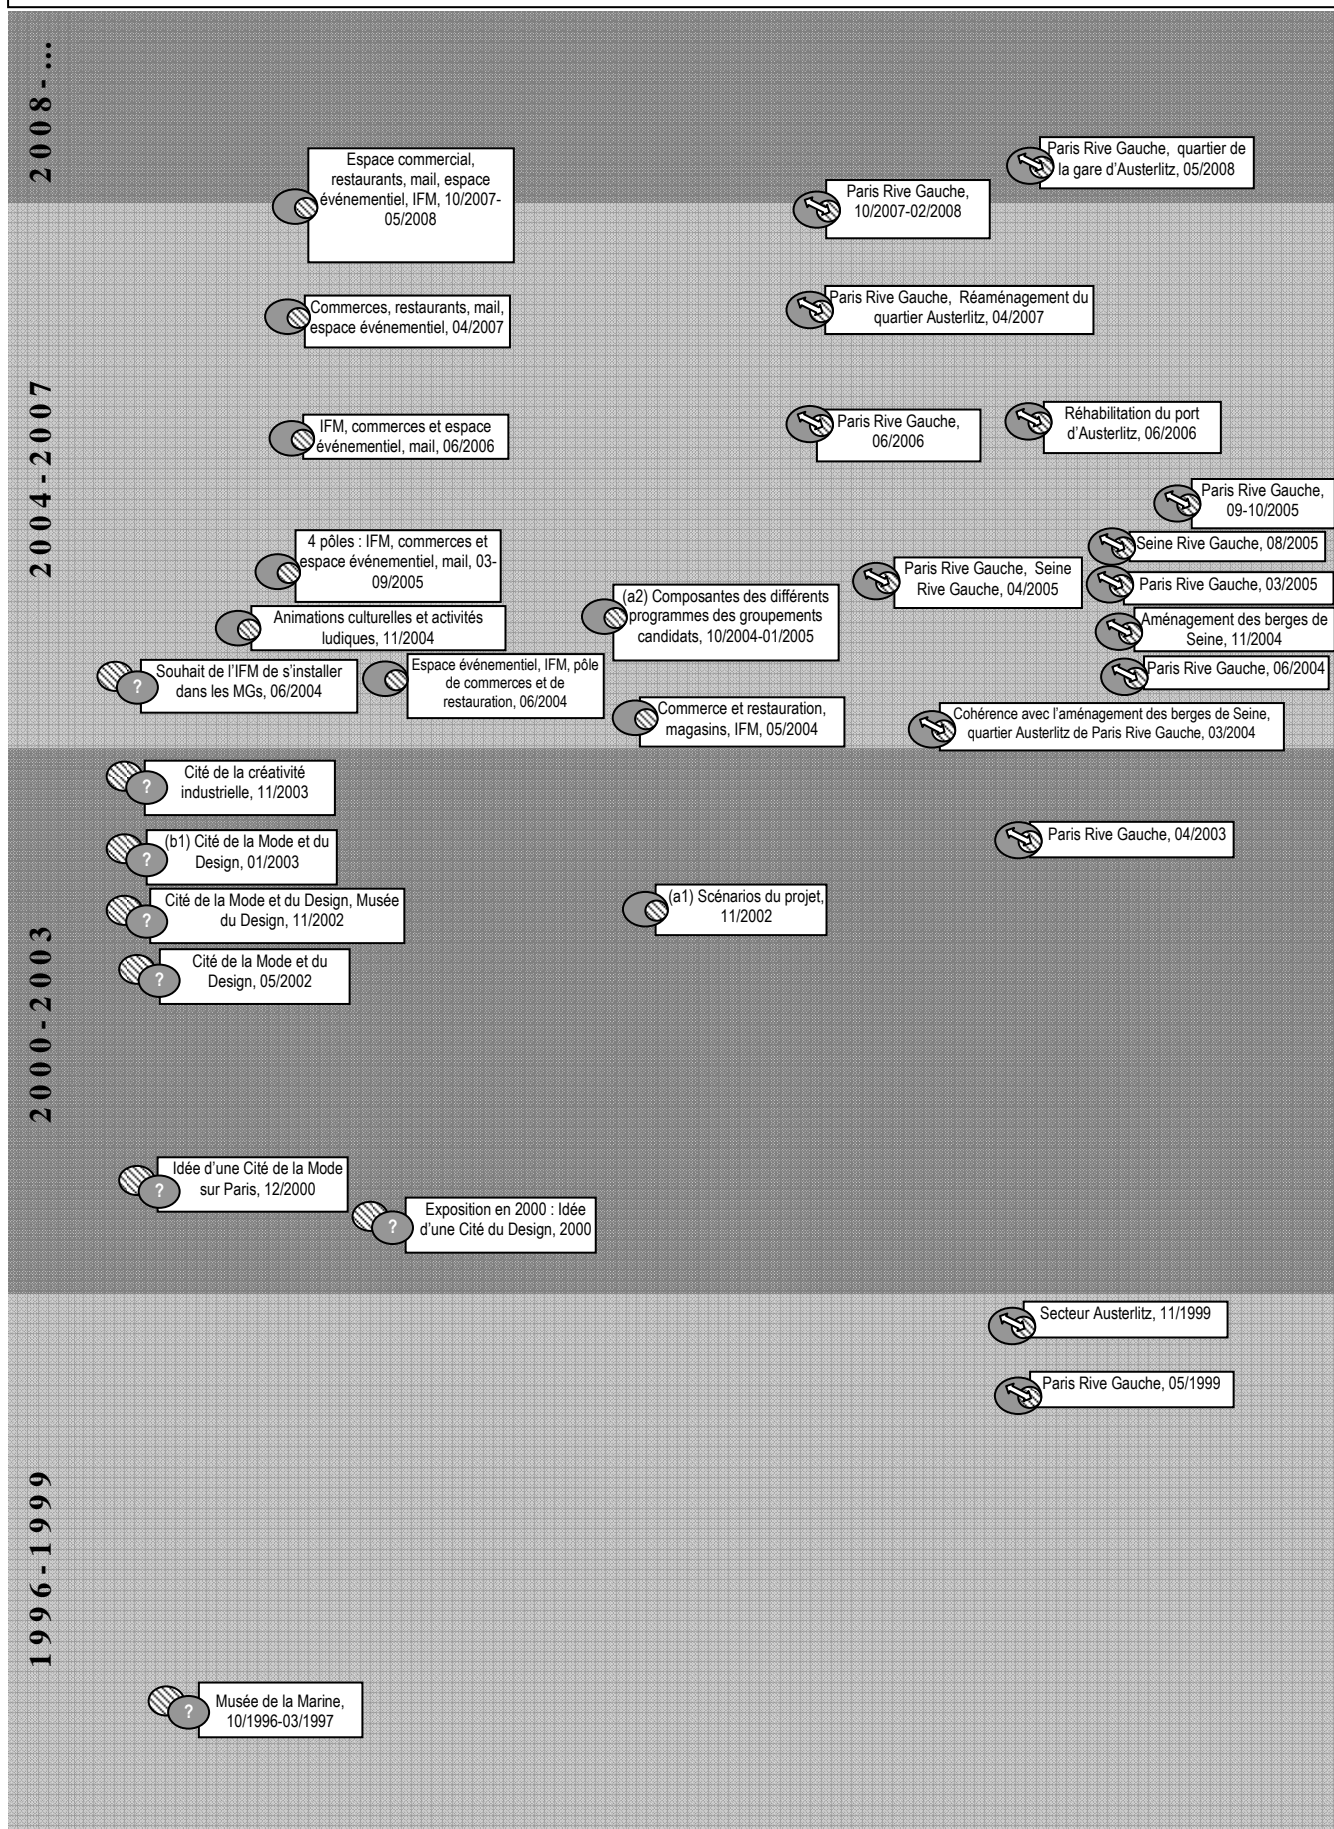 2008-...
Espace commercial,
restaurants, mail, espace
événementiel, IFM, 10/2007-
05/2008
Paris Rive Gauche,
10/2007-02/2008
Paris Rive Gauche, quartier de
la gare d'Austerlitz, 05/2008
2004-2007
Commerces, restaurants, mail,
espace événementiel, 04/2007
Paris Rive Gauche, Réaménagement du
quartier Austerlitz, 04/2007
IFM, commerces et espace
événementiel, mail, 06/2006
Paris Rive Gauche,
06/2006
Réhabilitation du port
d'Austerlitz, 06/2006
Paris Rive Gauche,
09-10/2005
4 pôles : IFM, commerces et
espace événementiel, mail, 03-
09/2005
Seine Rive Gauche, 08/2005
Paris Rive Gauche, Seine
Rive Gauche, 04/2005
Paris Rive Gauche, 03/2005
(a2) Composantes des différents
programmes des groupements
candidats, 10/2004-01/2005
Animations culturelles et activités
ludiques, 11/2004
Aménagement des berges de
Seine, 11/2004
?
Souhait de l'IFM de s'installer
dans les MGs, 06/2004
Espace événementiel, IFM, pôle
de commerces et de
restauration, 06/2004
Paris Rive Gauche, 06/2004
Commerce et restauration,
magasins, IFM, 05/2004
Cohérence avec l'aménagement des berges de Seine,
quartier Austerlitz de Paris Rive Gauche, 03/2004
2000-2003
?
Cité de la créativité
industrielle, 11/2003
?
(b1) Cité de la Mode et du
Design, 01/2003
Paris Rive Gauche, 04/2003
?
Cité de la Mode et du Design, Musée
du Design, 11/2002
(a1) Scénarios du projet,
11/2002
?
Cité de la Mode et du
Design, 05/2002
?
Idée d'une Cité de la Mode
sur Paris, 12/2000
?
Exposition en 2000 : Idée
d'une Cité du Design, 2000
1996-1999
Secteur Austerlitz, 11/1999
Paris Rive Gauche, 05/1999
?
Musée de la Marine,
10/1996-03/1997